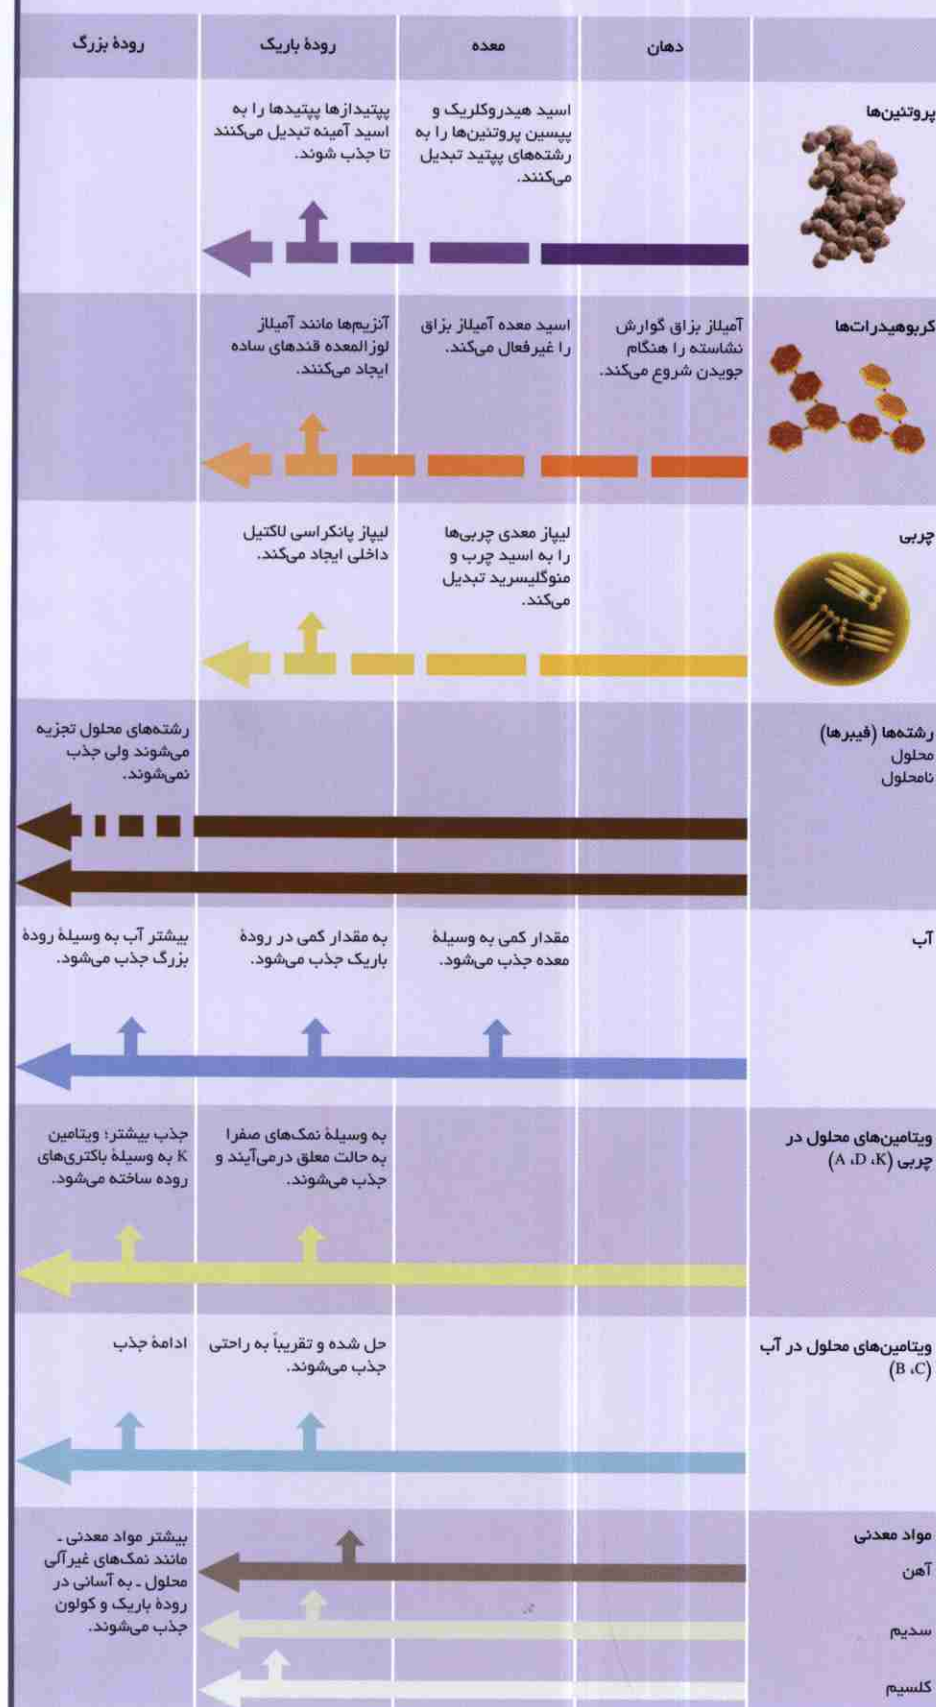 دهان
معده
رودهٔ باریک
رودهٔ بزرگ
پروتئین‌ها
اسید هیدروکلریک و
پپسین پروتئین‌ها را به
رشته‌های پپتید تبدیل
می‌کنند.
پپتیدازها پپتیدها را به
اسید آمینه تبدیل می‌کنند
تا جذب شوند.
کربوهیدرات‌ها
آمیلاز بزاق گوارش
نشاسته را هنگام
جویدن شروع می‌کند.
اسید معده آمیلاز بزاق
را غیرفعال می‌کند.
آنزیم‌ها مانند آمیلاز
لوزالمعده قندهای ساده
ایجاد می‌کنند.
چربی
لیپاز معدی چربی‌ها
را به اسید چرب و
منوگلیسرید تبدیل
می‌کند.
لیپاز پانکراسی لاکتیل
داخلی ایجاد می‌کند.
رشته‌ها (فیبرها)
محلول
نامحلول
رشته‌های محلول تجزیه
می‌شوند ولی جذب
نمی‌شوند.
آب
مقدار کمی به وسیلهٔ
معده جذب می‌شود.
به مقدار کمی در رودهٔ
باریک جذب می‌شود.
بیشتر آب به وسیلهٔ رودهٔ
بزرگ جذب می‌شود.
ویتامین‌های محلول در
چربی (A ،D ،K)
به وسیلهٔ نمک‌های صفرا
به حالت معلق درمی‌آیند و
جذب می‌شوند.
جذب بیشتر؛ ویتامین
K به وسیلهٔ باکتری‌های
روده ساخته می‌شود.
ویتامین‌های محلول در آب
(B ،C)
حل شده و تقریباً به راحتی
جذب می‌شوند.
ادامهٔ جذب
مواد معدنی
آهن
سدیم
کلسیم
بیشتر مواد معدنی ـ
مانند نمک‌های غیرآلی
محلول ـ به آسانی در
رودهٔ باریک و کولون
جذب می‌شوند.